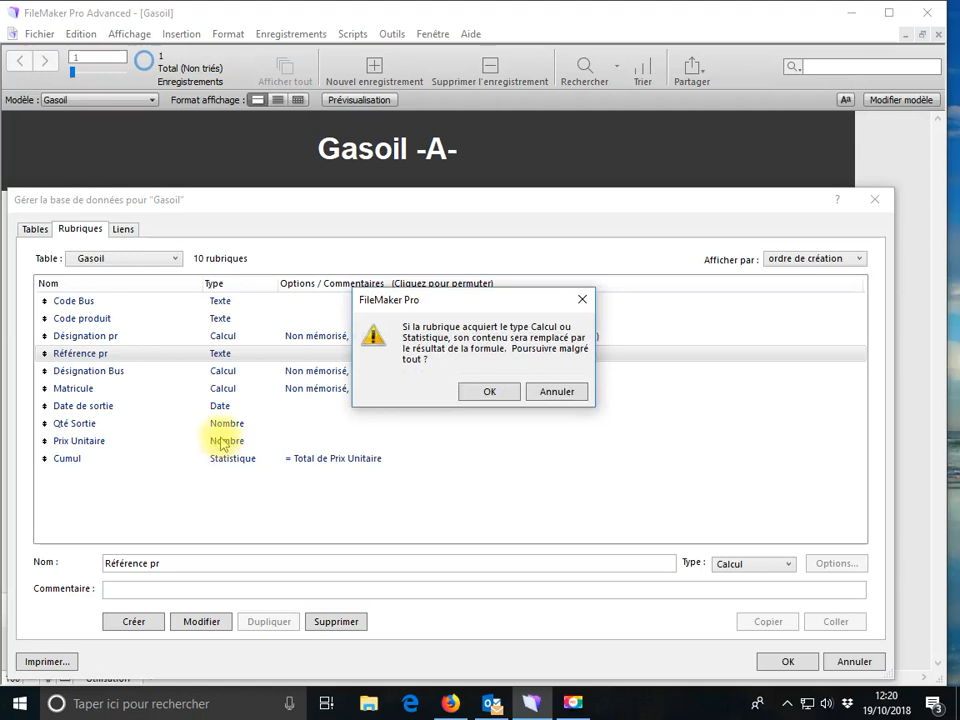 FileMaker Pro Advanced - [Gasoil]
Fichier Edition Affichage Insertion Format Enregistrements Scripts Outils Fenêtre Aide
1
1
Total (Non triés)
Enregistrements
Afficher tout
Nouvel enregistrement
Supprimer l'enregistrement
Rechercher
Trier
Partager
Modèle : Gasoil Format affichage : Prévisualisation Aa Modifier modèle
Gasoil -A-
Gérer la base de données pour "Gasoil"
?
Tables Rubriques Liens
Table : Gasoil 10 rubriques Afficher par : ordre de création
Nom Type Options / Commentaires (Cliquez pour permuter)
Code Bus Texte
Code produit Texte
Désignation pr Calcul Non mémorisé, )
Référence pr Texte
Désignation Bus Calcul Non mémorisé,
Matricule Calcul Non mémorisé,
Date de sortie Date
Qté Sortie Nombre
Prix Unitaire Nombre
Cumul Statistique = Total de Prix Unitaire
FileMaker Pro
Si la rubrique acquiert le type Calcul ou
Statistique, son contenu sera remplacé par
le résultat de la formule. Poursuivre malgré
tout ?
OK Annuler
Nom : Référence pr Type : Calcul Options...
Commentaire :
Créer Modifier Dupliquer Supprimer Copier Coller
Imprimer... OK Annuler
100 Utilisation
Taper ici pour rechercher
12:20
19/10/2018
3